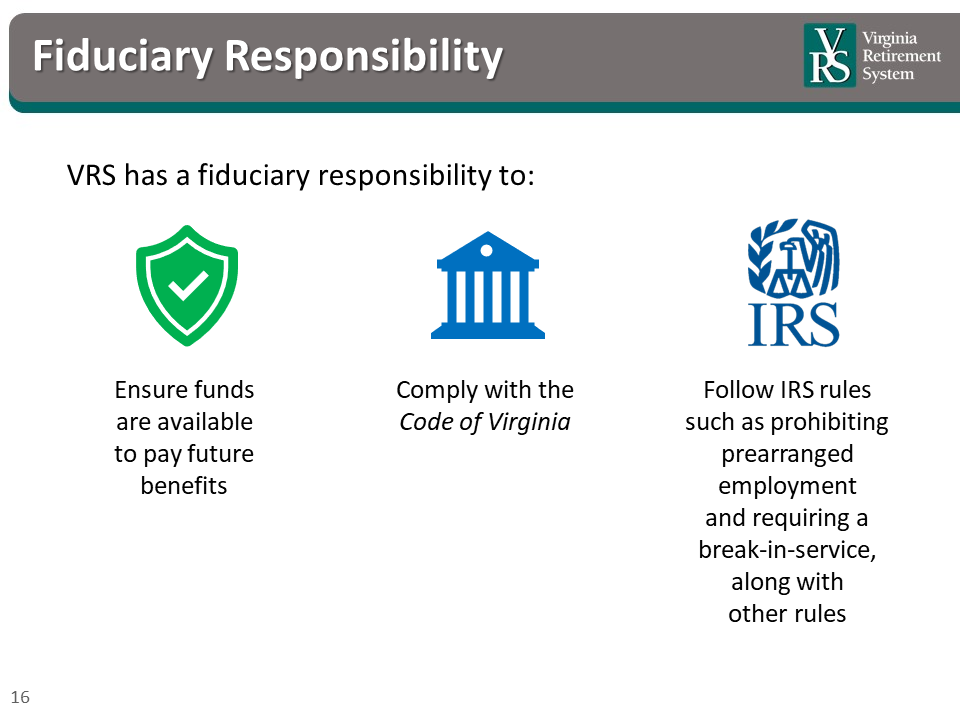 Fiduciary Responsibility
VRS
Virginia
Retirement
System
VRS has a fiduciary responsibility to:
IRS
Ensure funds
are available
to pay future
benefits
Comply with the
Code of Virginia
Follow IRS rules
such as prohibiting
prearranged
employment
and requiring a
break-in-service,
along with
other rules
16